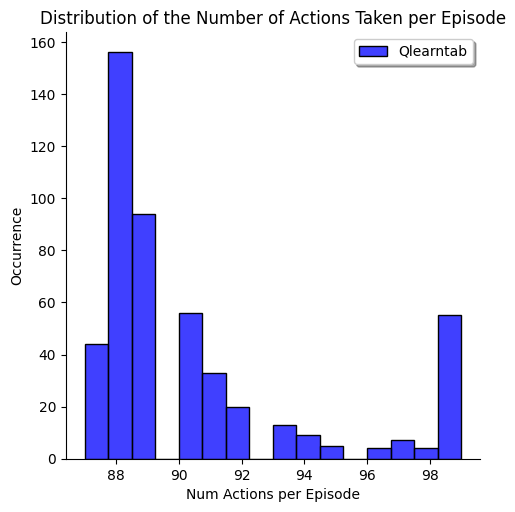 Distribution of the Number of Actions Taken per Episode
Qlearntab
160
140
120
100
80
60
40
20
0
Occurrence
88 90 92 94 96 98
Num Actions per Episode